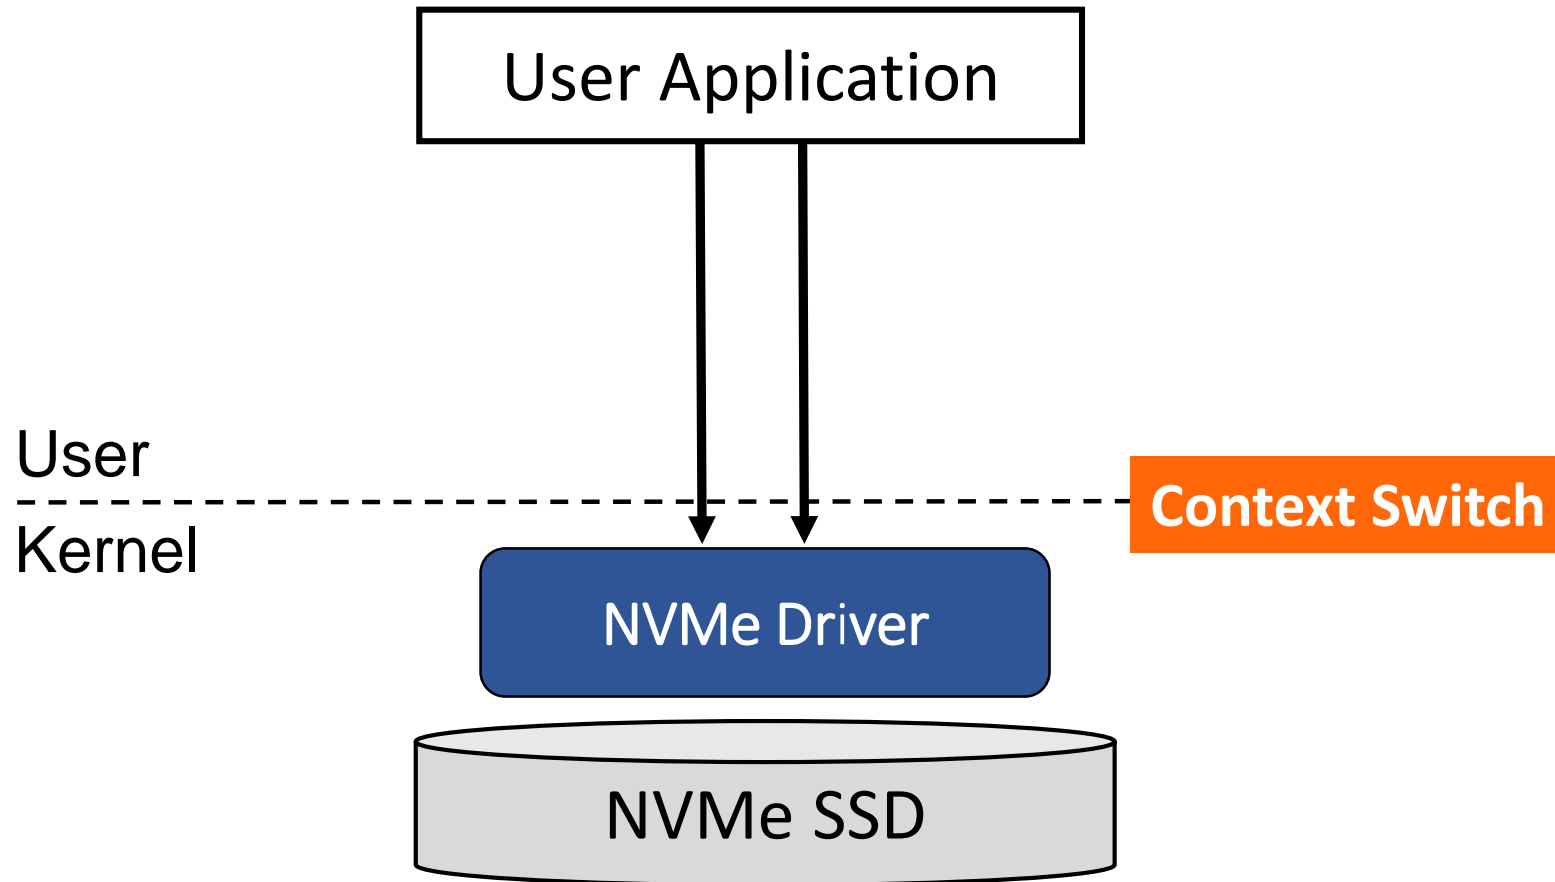 User Application
User
Context Switch
Kernel
NVMe Driver
NVMe SSD